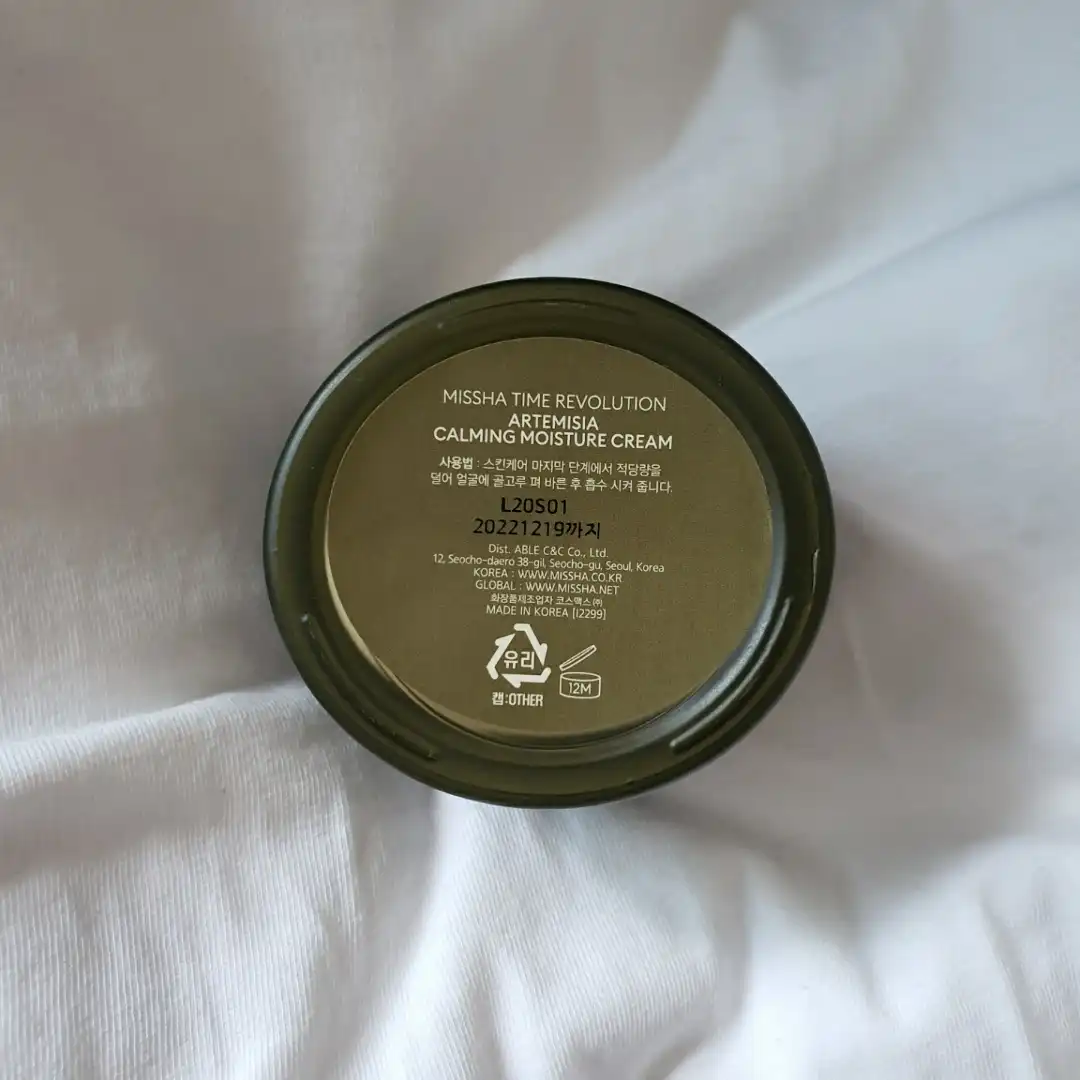 MISSHA TIME REVOLUTION
ARTEMISIA
CALMING MOISTURE CREAM
사용법 : 스킨케어 마지막 단계에서 적당량을
덜어 얼굴에 골고루 펴 바른 후 흡수 시켜 줍니다.
L20S01
20221219까지
Dist. ABLE C&C Co., Ltd.
12, Seocho-daero 38-gil, Seocho-gu, Seoul, Korea
KOREA : WWW.MISSHA.CO.KR
GLOBAL : WWW.MISSHA.NET
화장품제조업자 코스맥스㈜
MADE IN KOREA [I2299]
유리
캡:OTHER
12M